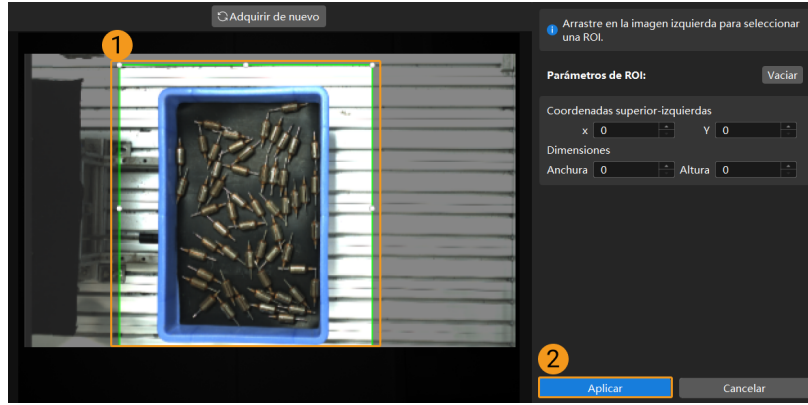 Adquirir de nuevo
1
Arrastre en la imagen izquierda para seleccionar
una ROI.
Parámetros de ROI:
Vaciar
Coordenadas superior-izquierdas
x 0
Y 0
Dimensiones
Anchura 0
Altura 0
2
Aplicar
Cancelar